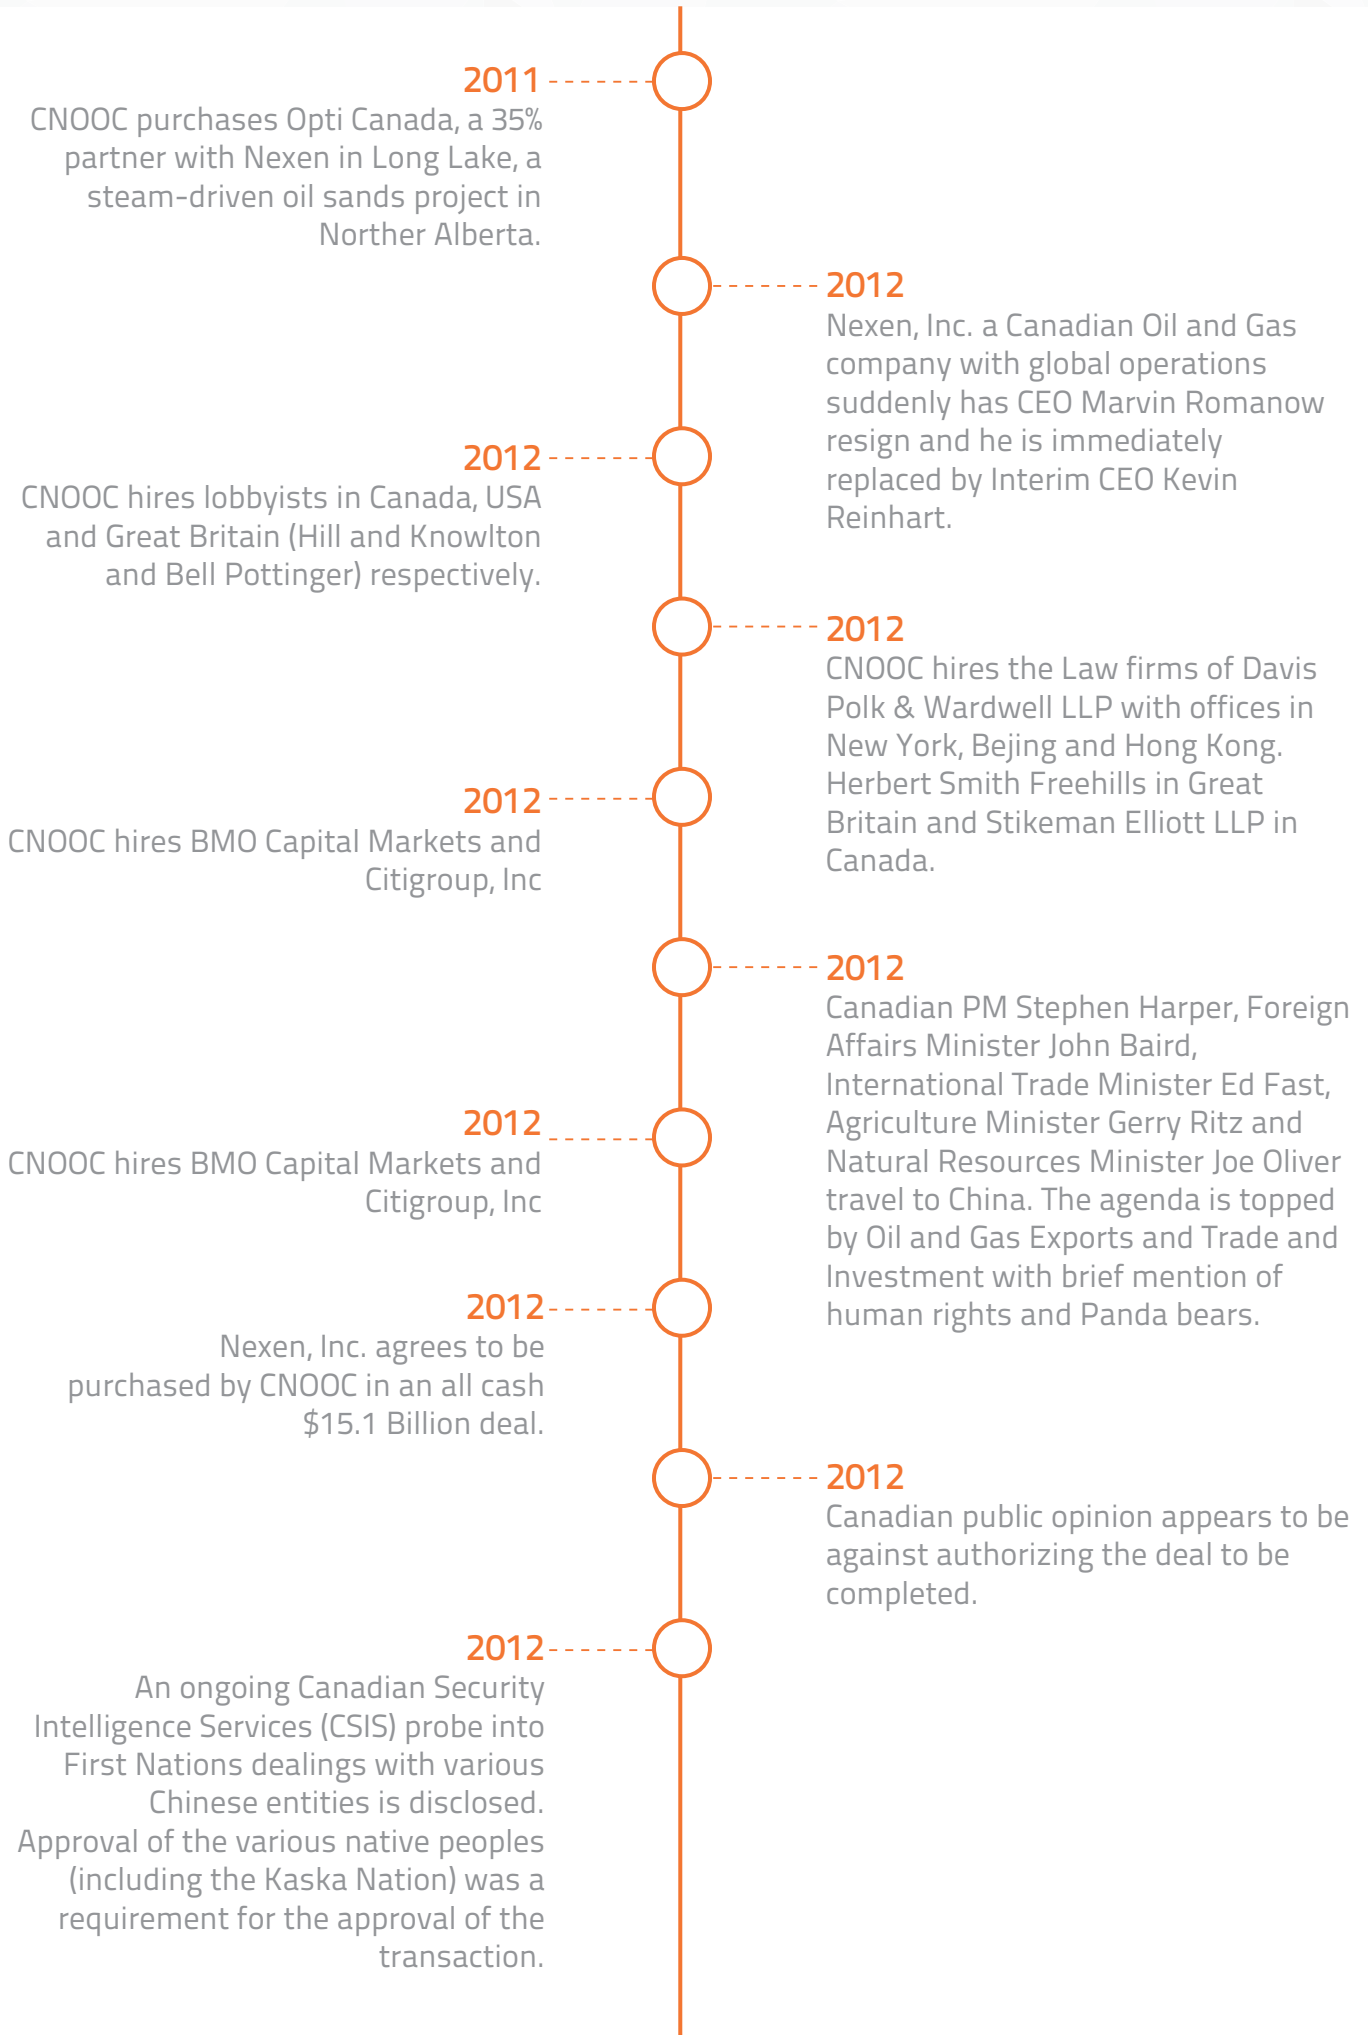 2011
CNOOC purchases Opti Canada, a 35%
partner with Nexen in Long Lake, a
steam-driven oil sands project in
Norther Alberta.
2012
Nexen, Inc. a Canadian Oil and Gas
company with global operations
suddenly has CEO Marvin Romanow
resign and he is immediately
replaced by Interim CEO Kevin
Reinhart.
2012
CNOOC hires lobbyists in Canada, USA
and Great Britain (Hill and Knowlton
and Bell Pottinger) respectively.
2012
CNOOC hires the Law firms of Davis
Polk & Wardwell LLP with offices in
New York, Bejing and Hong Kong.
Herbert Smith Freehills in Great
Britain and Stikeman Elliott LLP in
Canada.
2012
CNOOC hires BMO Capital Markets and
Citigroup, Inc
2012
Canadian PM Stephen Harper, Foreign
Affairs Minister John Baird,
International Trade Minister Ed Fast,
Agriculture Minister Gerry Ritz and
Natural Resources Minister Joe Oliver
travel to China. The agenda is topped
by Oil and Gas Exports and Trade and
Investment with brief mention of
human rights and Panda bears.
2012
CNOOC hires BMO Capital Markets and
Citigroup, Inc
2012
Nexen, Inc. agrees to be
purchased by CNOOC in an all cash
$15.1 Billion deal.
2012
Canadian public opinion appears to be
against authorizing the deal to be
completed.
2012
An ongoing Canadian Security
Intelligence Services (CSIS) probe into
First Nations dealings with various
Chinese entities is disclosed.
Approval of the various native peoples
(including the Kaska Nation) was a
requirement for the approval of the
transaction.